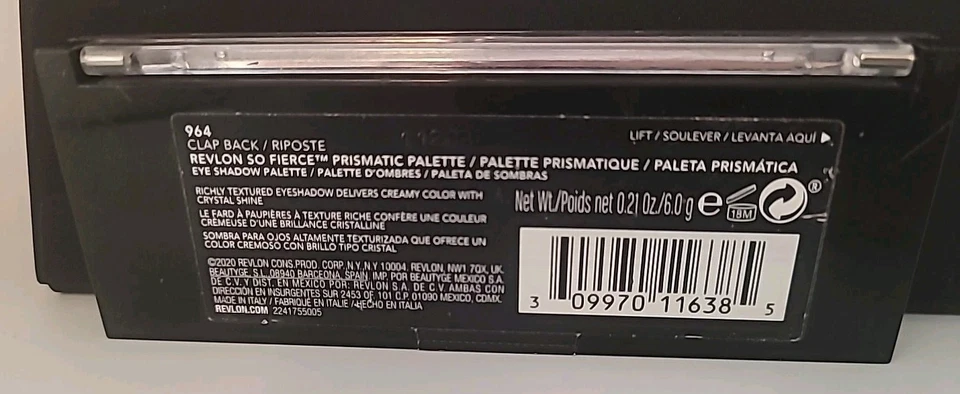 964
CLAP BACK / RIPOSTE
LIFT / SOULEVER / LEVANTA AQUÍ ▶
REVLON SO FIERCE™ PRISMATIC PALETTE / PALETTE PRISMATIQUE / PALETA PRISMÁTICA
EYE SHADOW PALETTE / PALETTE D'OMBRES / PALETA DE SOMBRAS
RICHLY TEXTURED EYESHADOW DELIVERS CREAMY COLOR WITH
CRYSTAL SHINE
LE FARD À PAUPIÈRES À TEXTURE RICHE CONFÈRE UNE COULEUR
CRÉMEUSE D'UNE BRILLANCE CRISTALLINE
SOMBRA PARA OJOS ALTAMENTE TEXTURIZADA QUE OFRECE UN
COLOR CREMOSO CON BRILLO TIPO CRISTAL
Net Wt./Poids net 0.21 Oz./6.0 g e 18M ®
©2020 REVLON CONS.PROD. CORP.,N.Y.,N.Y 10004. REVLON, NW1 7QX, UK.
BEAUTYGE, S.L. 08940 BARCEONA, SPAIN. IMP. POR BEAUTYGE MEXICO S.A.
DE C.V. Y DIST. EN MÉXICO POR: REVLON S.A. DE C.V. AMBAS CON
DIRECCIÓN EN INSURGENTES SUR 2453 OF. 101 C.P. 01090 MEXICO, CDMX.
MADE IN ITALY / FABRIQUÉ EN ITALIE / HECHO EN ITALIA
REVLON.COM 2241755005
3 09970 11638 5